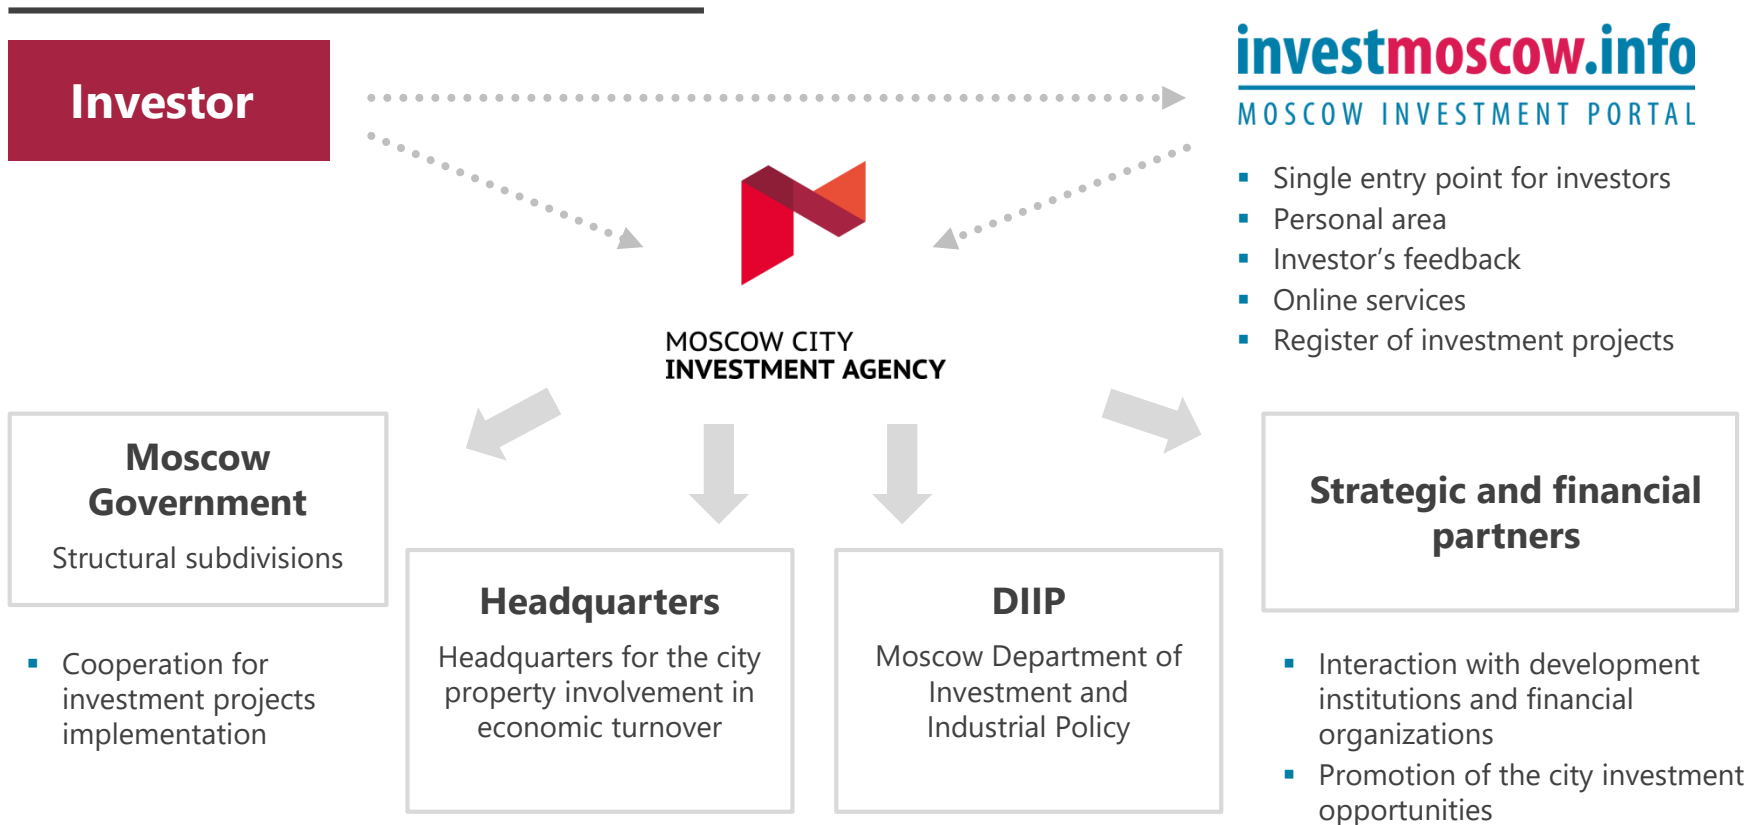 Investor
investmoscow.info
MOSCOW INVESTMENT PORTAL
Single entry point for investors
Personal area
Investor’s feedback
Online services
Register of investment projects
MOSCOW CITY
INVESTMENT AGENCY
Moscow
Government
Structural subdivisions
Cooperation for
investment projects
implementation
Headquarters
Headquarters for the city
property involvement in
economic turnover
DIIP
Moscow Department of
Investment and
Industrial Policy
Strategic and financial
partners
Interaction with development
institutions and financial
organizations
Promotion of the city investment
opportunities